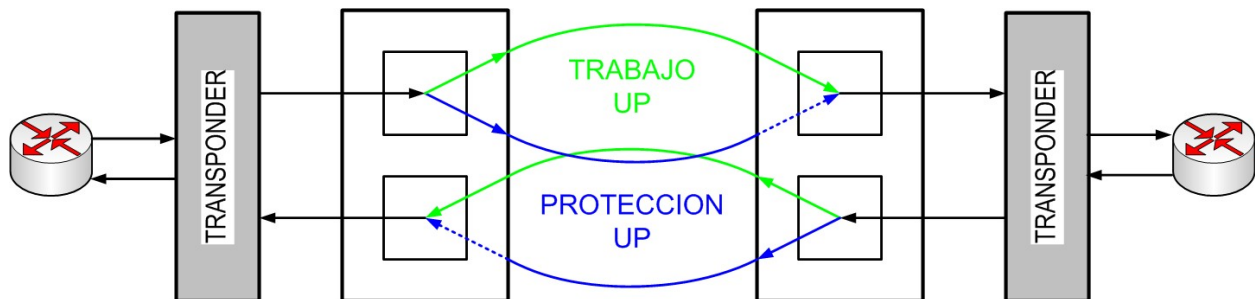 TRANSPONDER
TRABAJO
UP
PROTECCION
UP
TRANSPONDER